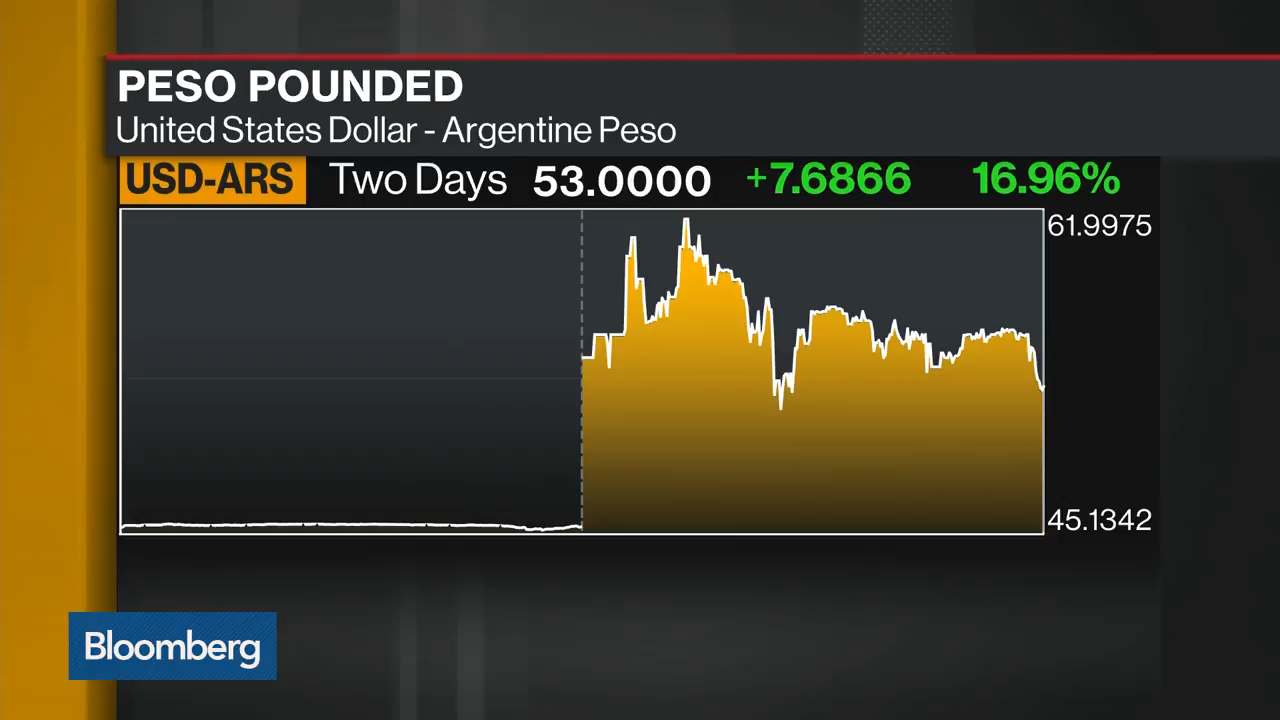 PESO POUNDED
United States Dollar - Argentine Peso
USD-ARS Two Days 53.0000 +7.6866 16.96%
61.9975
45.1342
Bloomberg